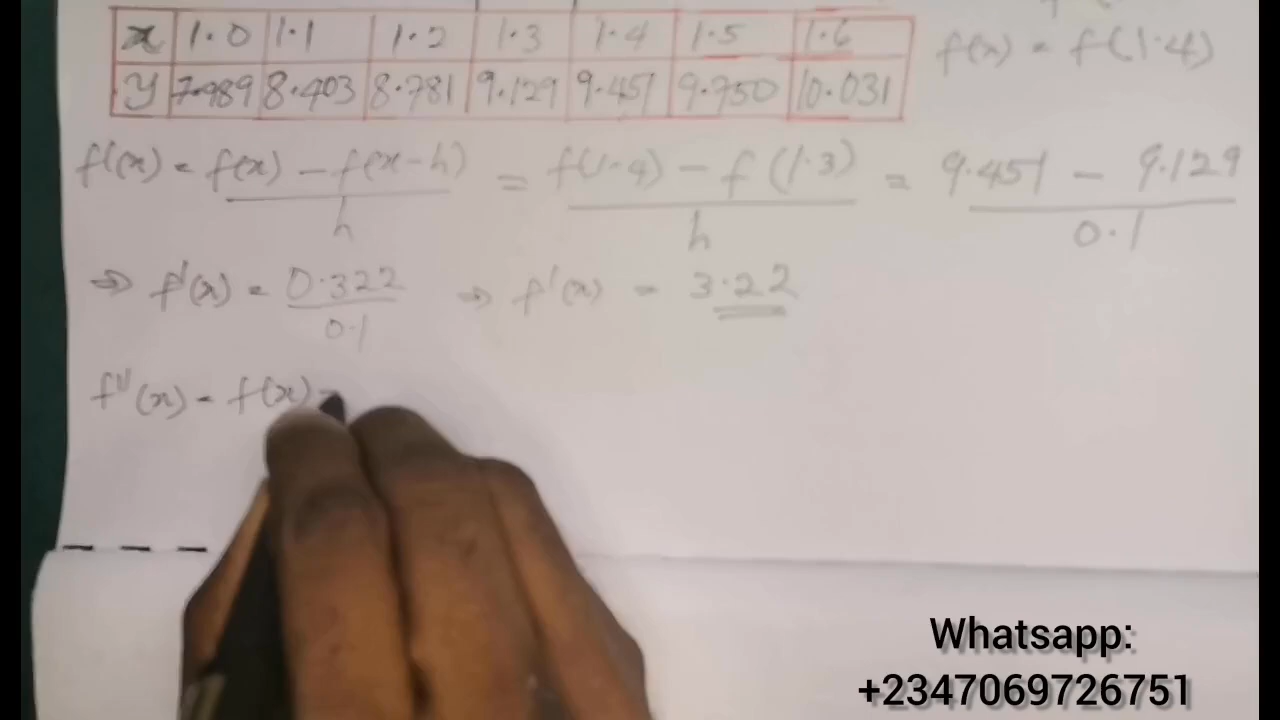 x 1.0 1.1 1.2 1.3 1.4 1.5 1.6
y 7.989 8.403 8.781 9.129 9.451 9.750 10.031
f(x) = f(1.4)
f'(x) = f(x) - f(x-h) / h = f(1.4) - f(1.3) / h = 9.451 - 9.129 / 0.1
⇒ f'(x) = 0.322 / 0.1 ⇒ f'(x) = 3.22
f''(x) = f(x) -
Whatsapp:
+2347069726751